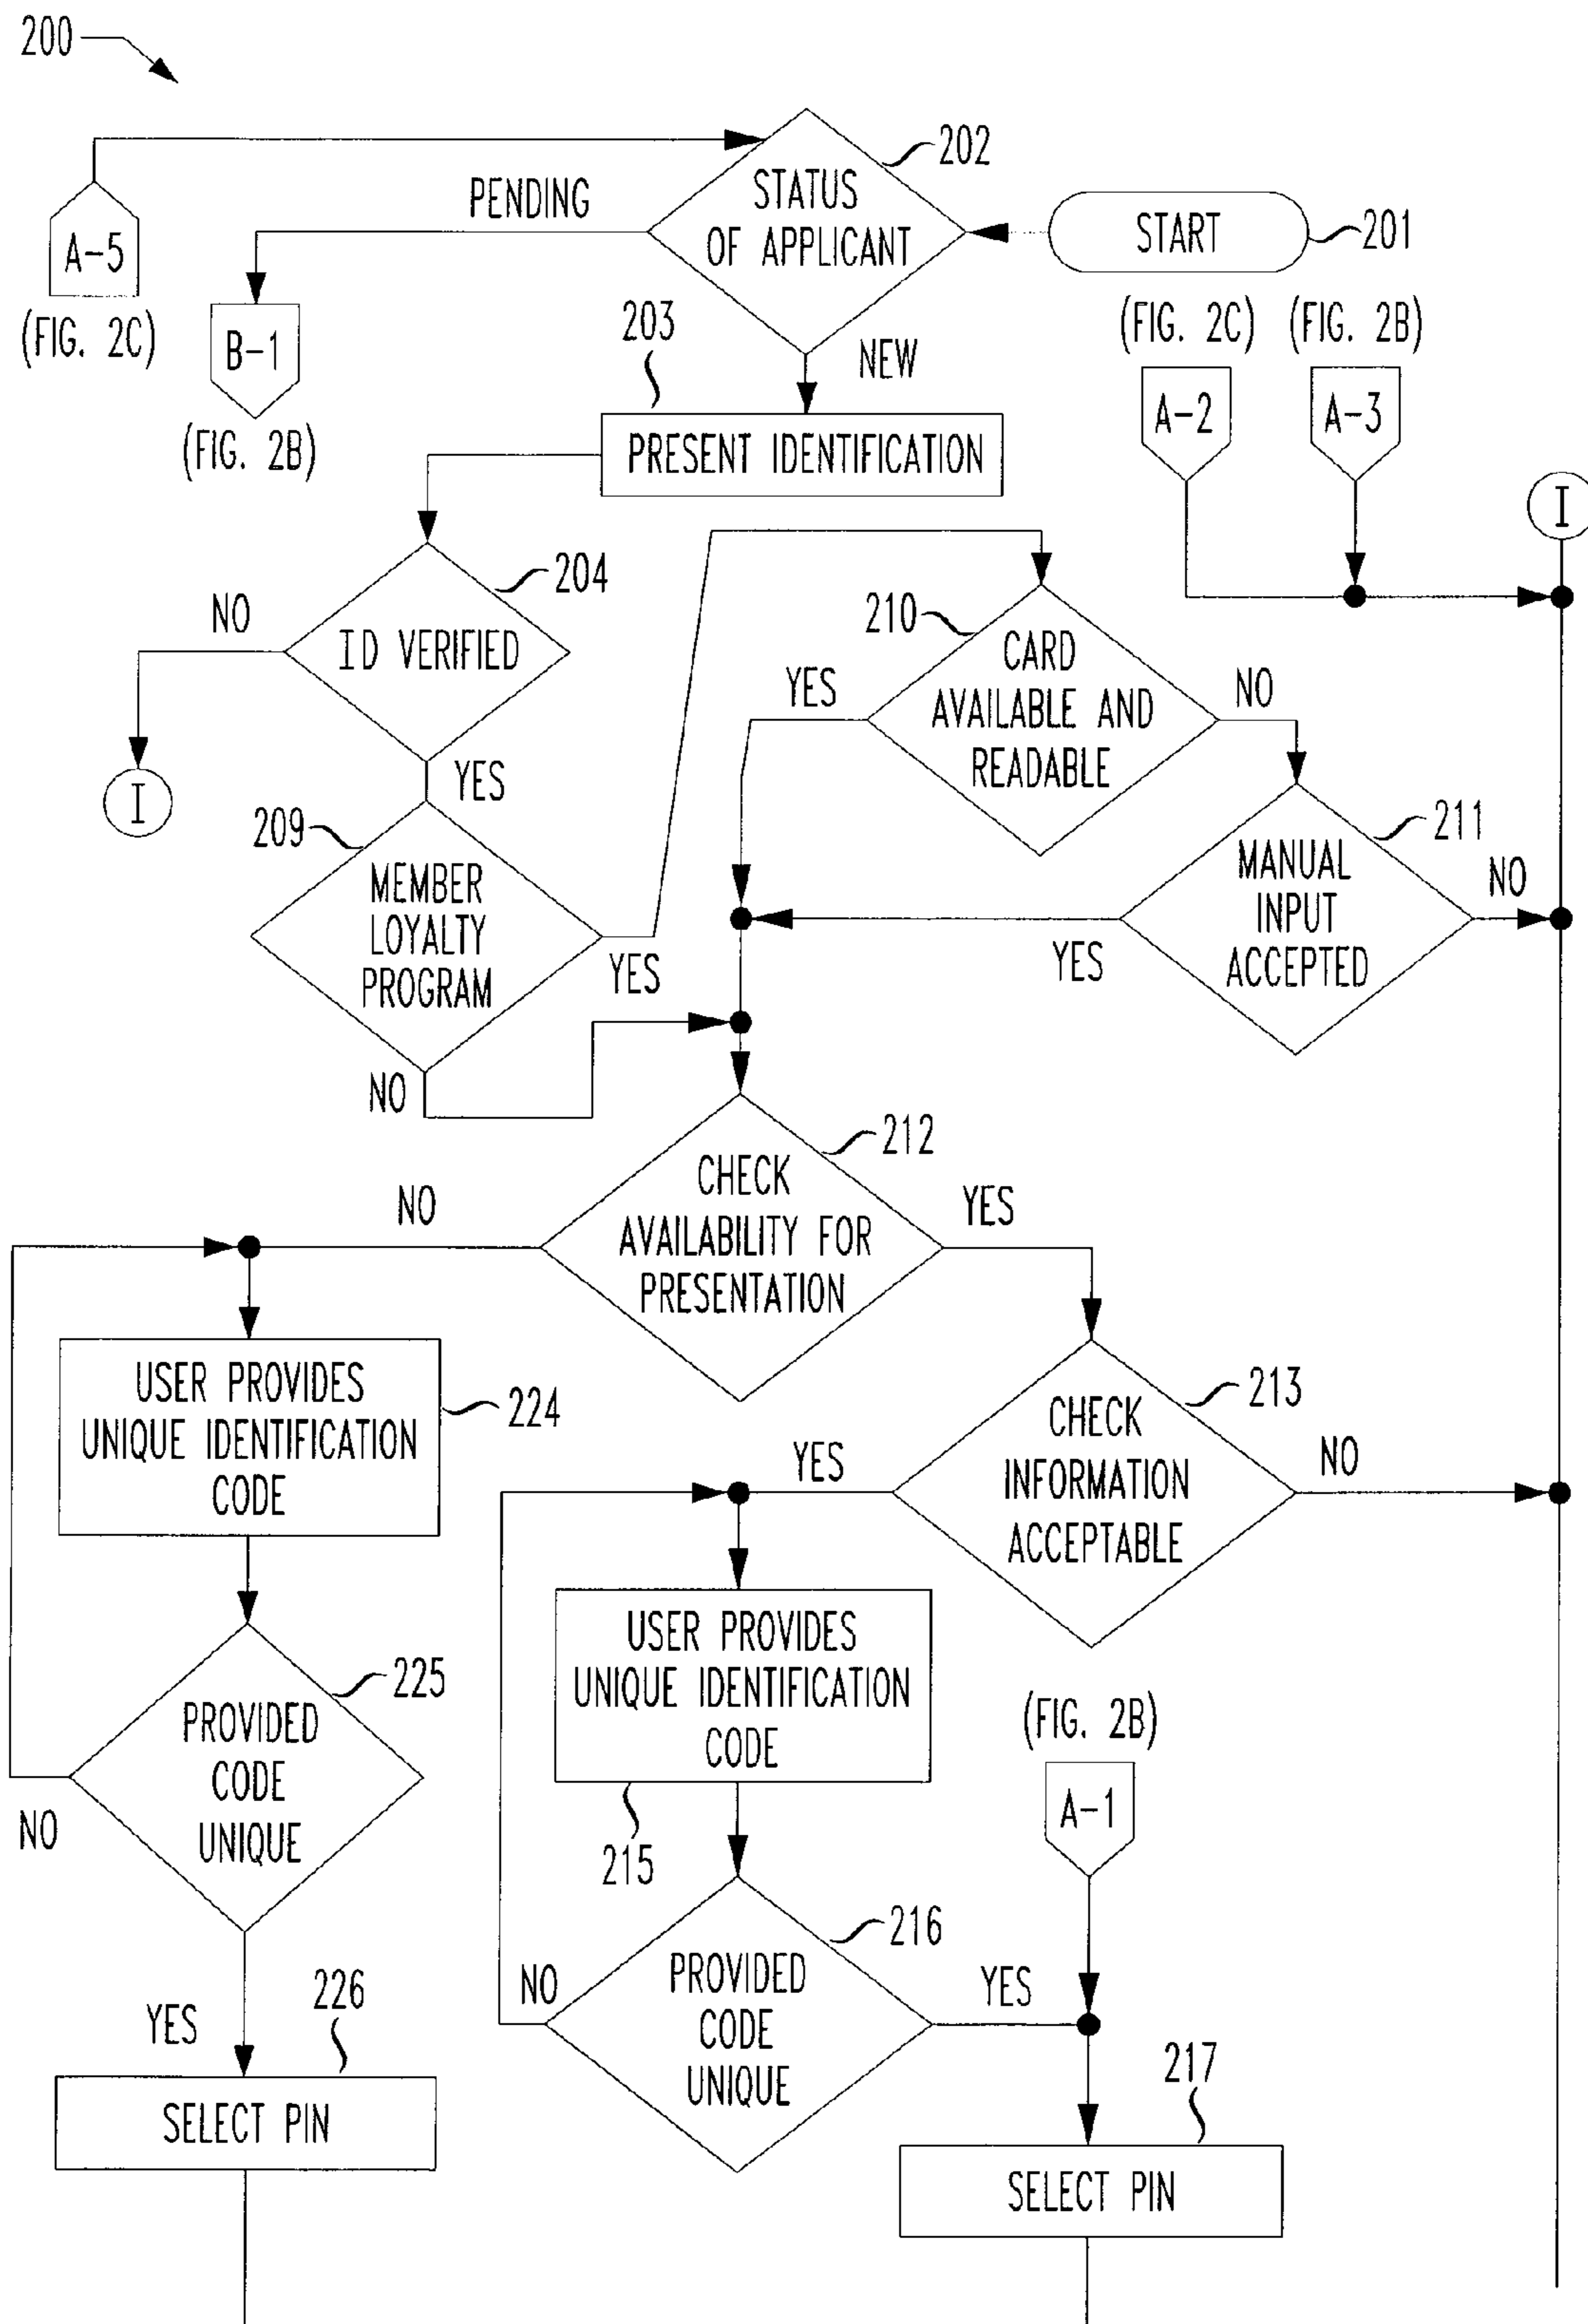 200
202
STATUS
OF APPLICANT
PENDING
START
201
A-5
(FIG. 2C)
B-1
(FIG. 2B)
203
NEW
(FIG. 2C)
(FIG. 2B)
A-2
A-3
PRESENT IDENTIFICATION
I
204
NO
ID VERIFIED
YES
I
210
CARD
AVAILABLE AND
READABLE
YES
NO
209
MEMBER
LOYALTY
PROGRAM
YES
NO
211
MANUAL
INPUT
ACCEPTED
NO
YES
212
CHECK
AVAILABILITY FOR
PRESENTATION
NO
YES
USER PROVIDES
UNIQUE IDENTIFICATION
CODE
224
213
CHECK
INFORMATION
ACCEPTABLE
YES
NO
USER PROVIDES
UNIQUE IDENTIFICATION
CODE
215
225
PROVIDED
CODE
UNIQUE
NO
(FIG. 2B)
A-1
216
PROVIDED
CODE
UNIQUE
NO
YES
YES
226
SELECT PIN
217
SELECT PIN